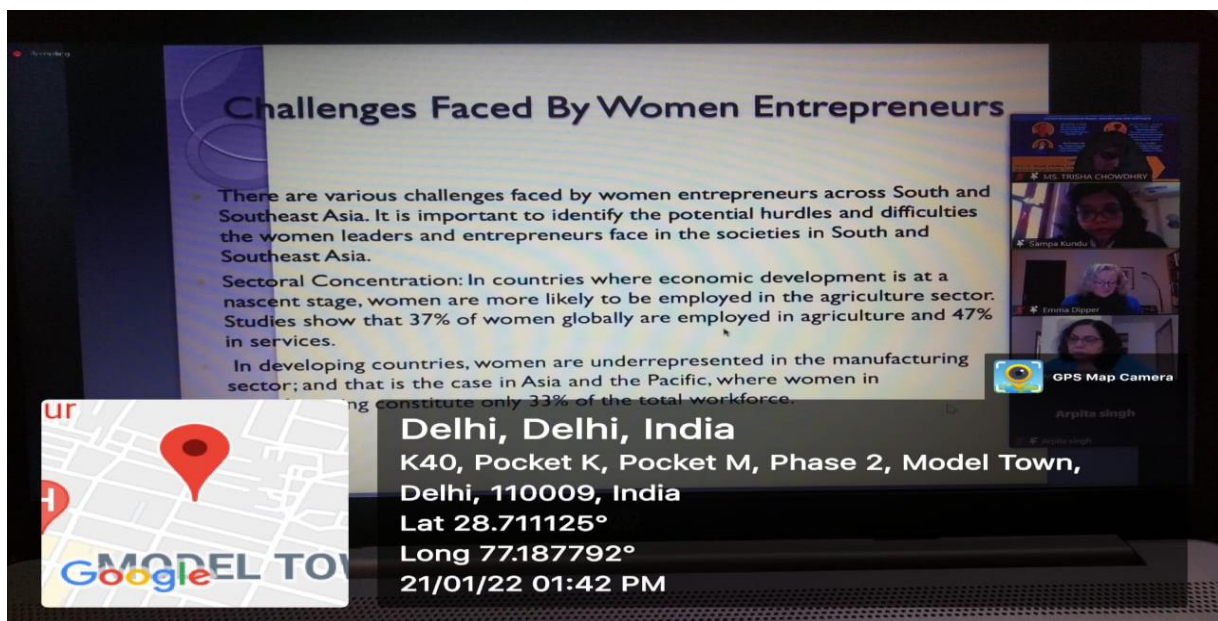 Recording
Challenges Faced By Women Entrepreneurs
There are various challenges faced by women entrepreneurs across South and
Southeast Asia. It is important to identify the potential hurdles and difficulties
the women leaders and entrepreneurs face in the societies in South and
Southeast Asia.
Sectoral Concentration: In countries where economic development is at a
nascent stage, women are more likely to be employed in the agriculture sector.
Studies show that 37% of women globally are employed in agriculture and 47%
in services.
In developing countries, women are underrepresented in the manufacturing
sector; and that is the case in Asia and the Pacific, where women in
constitute only 33% of the total workforce.
MS. TRISHA CHOWDHRY
Sampa Kundu
Emma Dipper
GPS Map Camera
Arpita singh
Arpita singh
ur
H
MODEL TO
Google
Delhi, Delhi, India
K40, Pocket K, Pocket M, Phase 2, Model Town,
Delhi, 110009, India
Lat 28.711125°
Long 77.187792°
21/01/22 01:42 PM